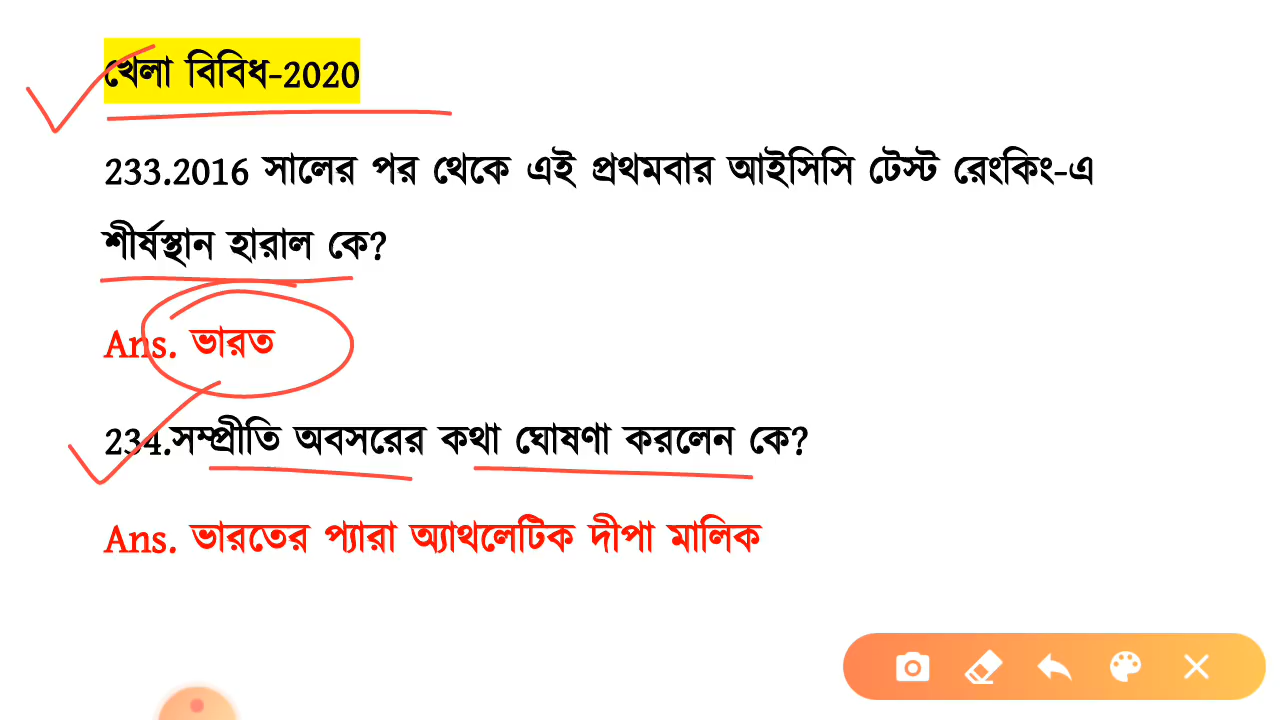 খেলা বিবিধ-2020
233.2016 সালের পর থেকে এই প্রথমবার আইসিসি টেস্ট রেংকিং-এ
শীর্ষস্থান হারাল কে?
Ans. ভারত
234.সম্প্রীতি অবসরের কথা ঘোষণা করলেন কে?
Ans. ভারতের প্যারা অ্যাথলেটিক দীপা মালিক